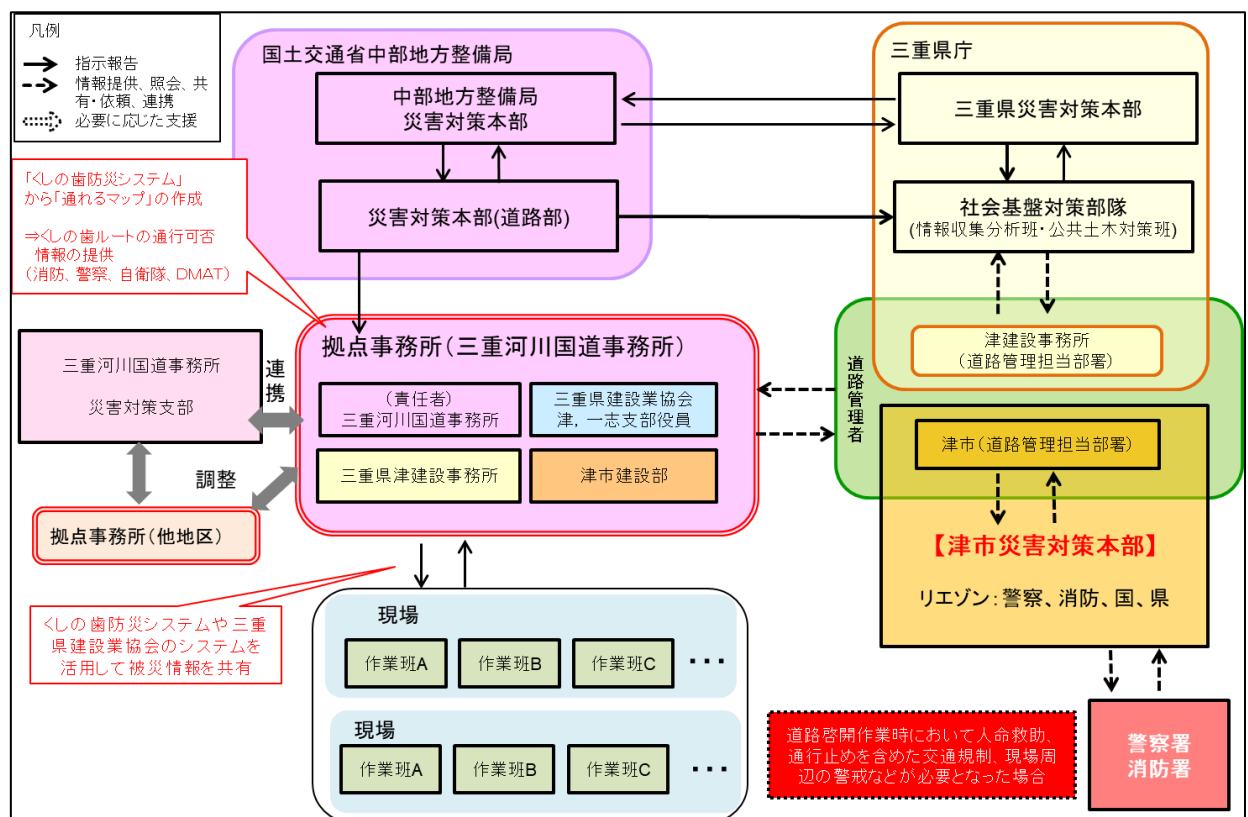 凡例
指示報告
情報提供、照会、共
有・依頼、連携
必要に応じた支援
国土交通省中部地方整備局
中部地方整備局
災害対策本部
災害対策本部(道路部)
三重県庁
三重県災害対策本部
社会基盤対策部隊
(情報収集分析班・公共土木対策班)
「くしの歯防災システム」
から「通れるマップ」の作成
⇒くしの歯ルートの通行可否
情報の提供
(消防、警察、自衛隊、DMAT)
津建設事務所
(道路管理担当部署)
道路管理者
津市(道路管理担当部署)
【津市災害対策本部】
リエゾン:警察、消防、国、県
三重河川国道事務所
災害対策支部
連携
調整
拠点事務所(他地区)
拠点事務所(三重河川国道事務所)
(責任者)
三重河川国道事務所
三重県建設業協会
津,一志支部役員
三重県津建設事務所
津市建設部
くしの歯防災システムや三重
県建設業協会のシステムを
活用して被災情報を共有
現場
作業班A
作業班B
作業班C
・・・
現場
作業班A
作業班B
作業班C
・・・
道路啓開作業時において人命救助、
通行止めを含めた交通規制、現場周
辺の警戒などが必要となった場合
警察署
消防署